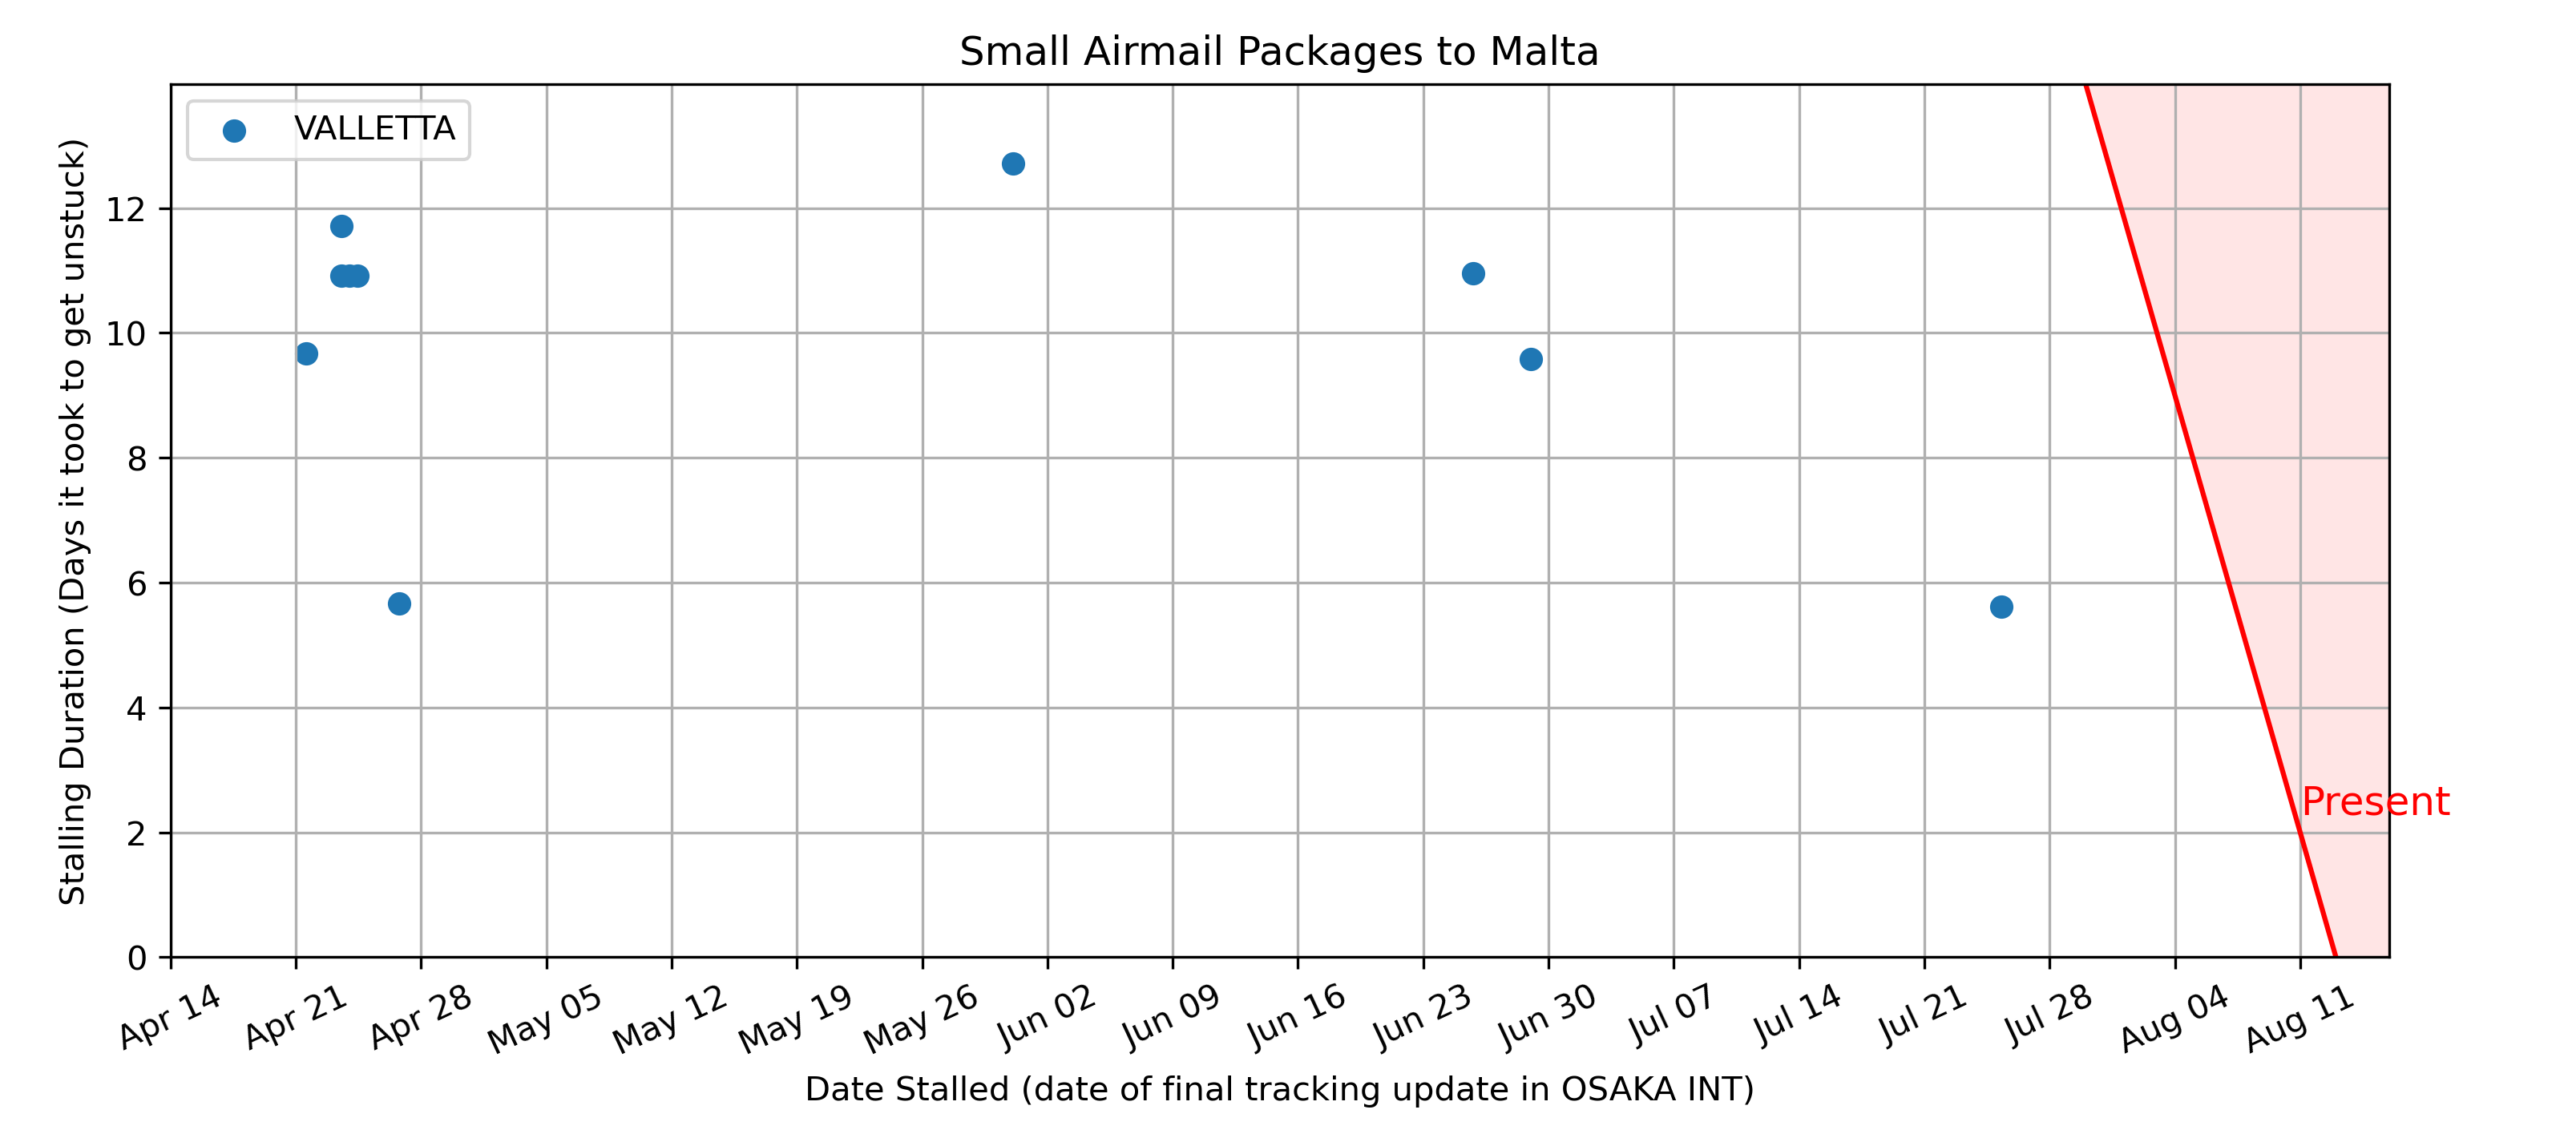 Small Airmail Packages to Malta
VALLETTA
Stalling Duration (Days it took to get unstuck)
12
10
8
6
4
2
0
Present
Apr 14
Apr 21
Apr 28
May 05
May 12
May 19
May 26
Jun 02
Jun 09
Jun 16
Jun 23
Jun 30
Jul 07
Jul 14
Jul 21
Jul 28
Aug 04
Aug 11
Date Stalled (date of final tracking update in OSAKA INT)